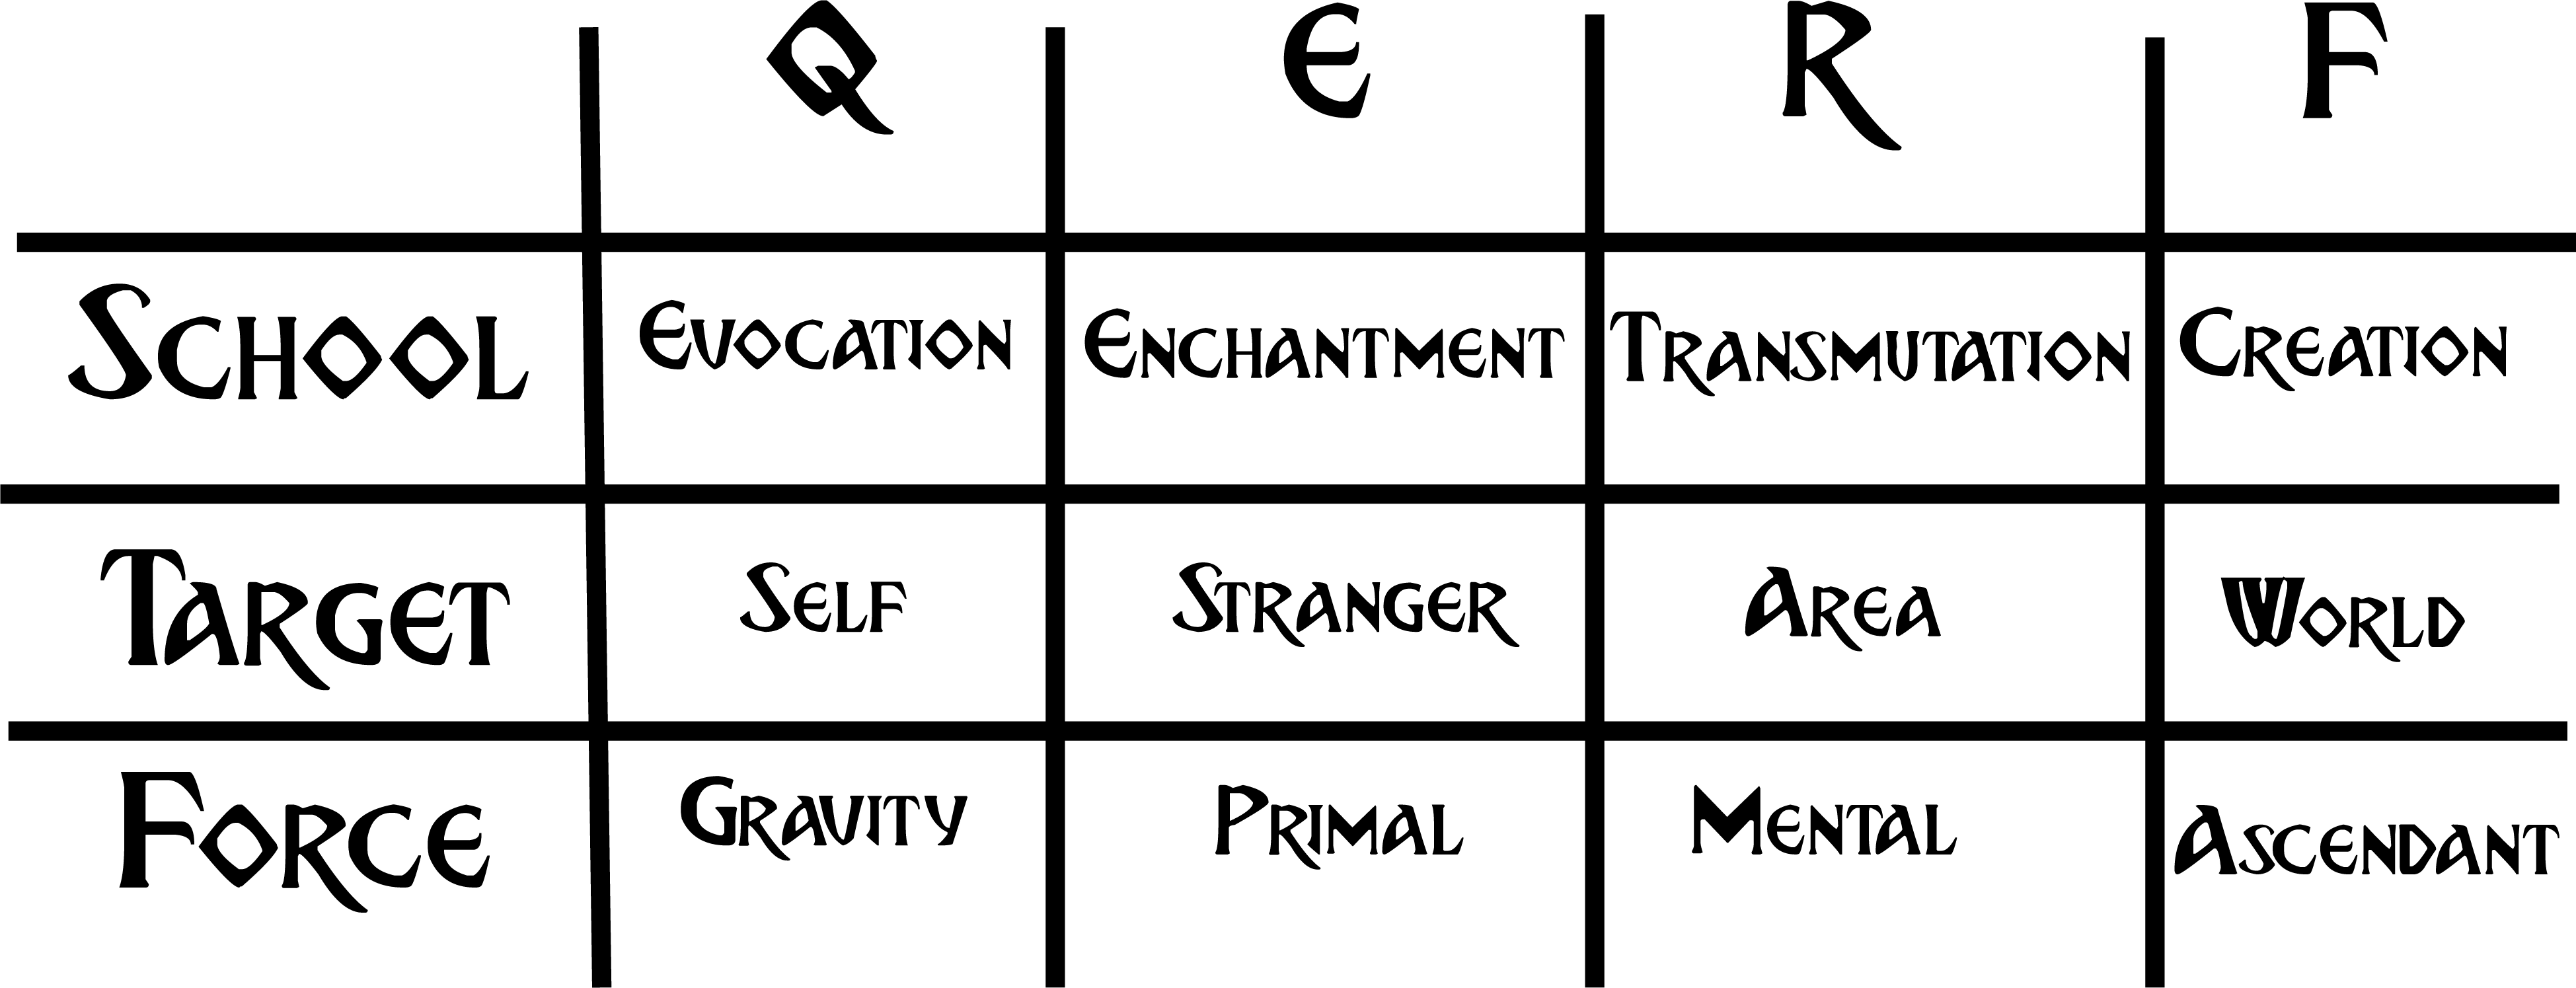 Q E R F
School Evocation Enchantment Transmutation Creation
Target Self Stranger Area World
Force Gravity Primal Mental Ascendant